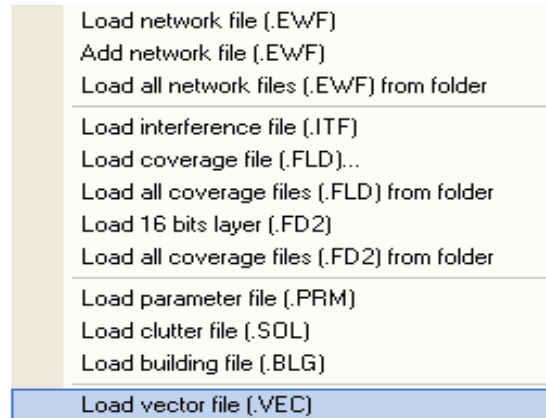 Load network file (.EWF)
Add network file (.EWF)
Load all network files (.EWF) from folder
Load interference file (.ITF)
Load coverage file (.FLD)...
Load all coverage files (.FLD) from folder
Load 16 bits layer (.FD2)
Load all coverage files (.FD2) from folder
Load parameter file (.PRM)
Load clutter file (.SOL)
Load building file (.BLG)
Load vector file (.VEC)